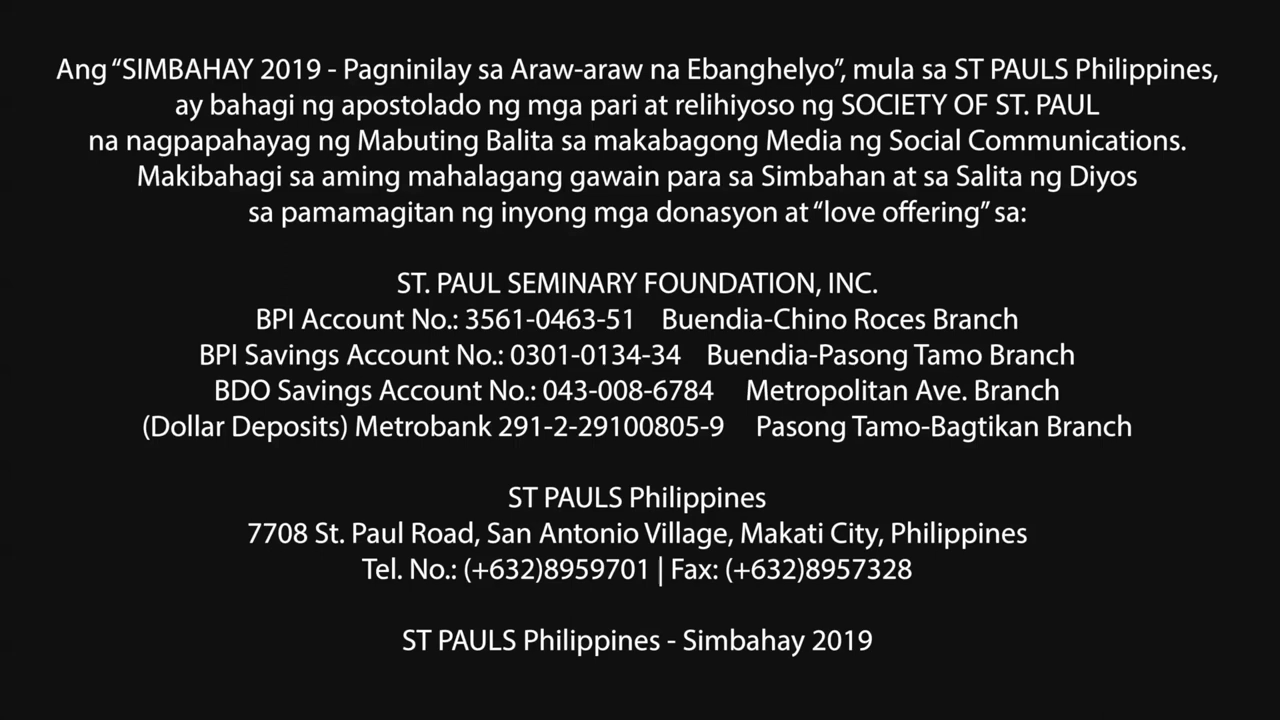 Ang “SIMBAHAY 2019 - Pagninilay sa Araw-araw na Ebanghelyo”, mula sa ST PAULS Philippines,
ay bahagi ng apostolado ng mga pari at relihiyoso ng SOCIETY OF ST. PAUL
na nagpapahayag ng Mabuting Balita sa makabagong Media ng Social Communications.
Makibahagi sa aming mahalagang gawain para sa Simbahan at sa Salita ng Diyos
sa pamamagitan ng inyong mga donasyon at “love offering” sa:
ST. PAUL SEMINARY FOUNDATION, INC.
BPI Account No.: 3561-0463-51 Buendia-Chino Roces Branch
BPI Savings Account No.: 0301-0134-34 Buendia-Pasong Tamo Branch
BDO Savings Account No.: 043-008-6784 Metropolitan Ave. Branch
(Dollar Deposits) Metrobank 291-2-29100805-9 Pasong Tamo-Bagtikan Branch
ST PAULS Philippines
7708 St. Paul Road, San Antonio Village, Makati City, Philippines
Tel. No.: (+632)8959701 | Fax: (+632)8957328
ST PAULS Philippines - Simbahay 2019